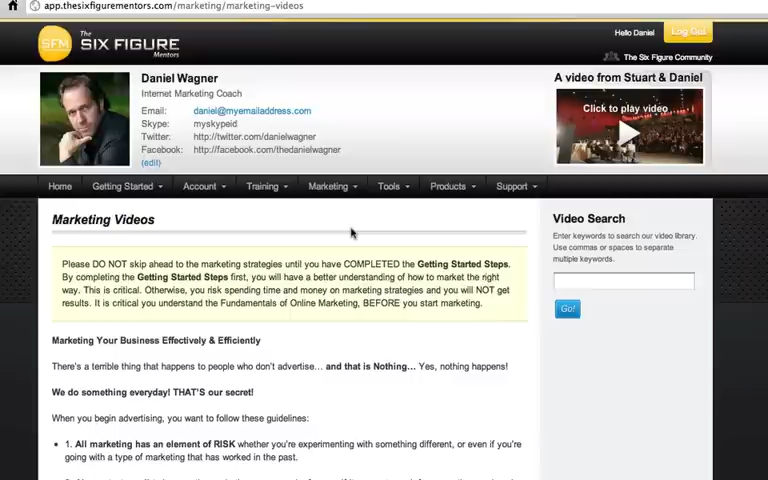 app.thesixfigurementors.com/marketing/marketing-videos
SFM
The
SIX FIGURE
Mentors
Hello Daniel
Log Out
The Six Figure Community
Daniel Wagner
Internet Marketing Coach
Email: daniel@myemailaddress.com
Skype: myskypeid
Twitter: http://twitter.com/danielwagner
Facebook: http://facebook.com/thedanielwagner
(edit)
A video from Stuart & Daniel
Click to play video
Home Getting Started Account Training Marketing Tools Products Support
Marketing Videos
Please DO NOT skip ahead to the marketing strategies until you have COMPLETED the Getting Started Steps.
By completing the Getting Started Steps first, you will have a better understanding of how to market the right
way. This is critical. Otherwise, you risk spending time and money on marketing strategies and you will NOT get
results. It is critical you understand the Fundamentals of Online Marketing, BEFORE you start marketing.
Marketing Your Business Effectively & Efficiently
There's a terrible thing that happens to people who don't advertise... and that is Nothing... Yes, nothing happens!
We do something everyday! THAT'S our secret!
When you begin advertising, you want to follow these guidelines:
1. All marketing has an element of RISK whether you're experimenting with something different, or even if you're
going with a type of marketing that has worked in the past.
Video Search
Enter keywords to search our video library.
Use commas or spaces to separate
multiple keywords.
Go!